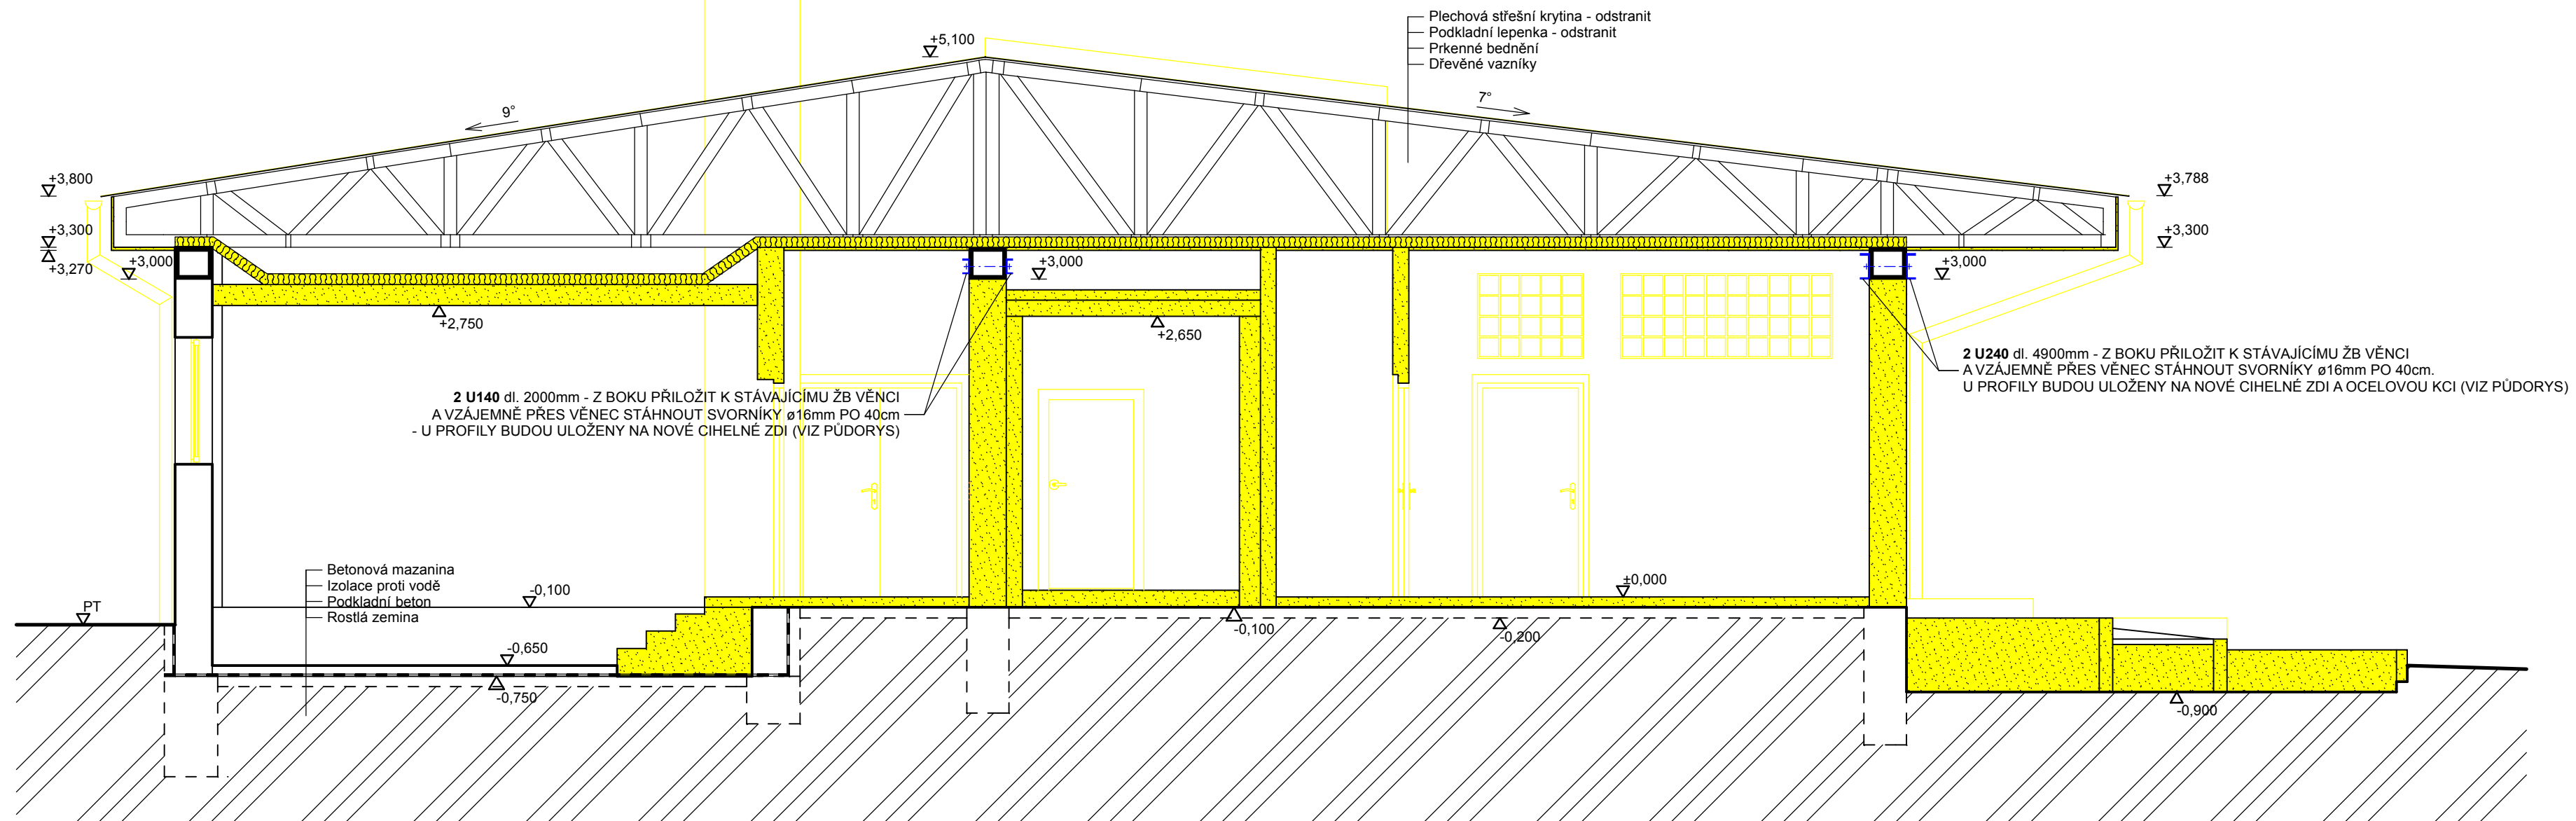 Plechová střešní krytina - odstranit
Podkladní lepenka - odstranit
Prkenné bednění
Dřevěné vazníky
+5,100
9°
7°
+3,800
+3,788
+3,300
+3,300
+3,270
+3,000
+3,000
+3,000
+2,750
+2,650
2 U240 dl. 4900mm - Z BOKU PŘILOŽIT K STÁVAJÍCÍMU ŽB VĚNCI
A VZÁJEMNĚ PŘES VĚNEC STÁHNOUT SVORNÍKY ø16mm PO 40cm.
U PROFILY BUDOU ULOŽENY NA NOVÉ CIHELNÉ ZDI A OCELOVOU KCI (VIZ PŮDORYS)
2 U140 dl. 2000mm - Z BOKU PŘILOŽIT K STÁVAJÍCÍMU ŽB VĚNCI
A VZÁJEMNĚ PŘES VĚNEC STÁHNOUT SVORNÍKY ø16mm PO 40cm
- U PROFILY BUDOU ULOŽENY NA NOVÉ CIHELNÉ ZDI (VIZ PŮDORYS)
Betonová mazanina
Izolace proti vodě
Podkladní beton
Rostlá zemina
-0,100
±0,000
PT
-0,100
-0,200
-0,650
-0,750
-0,900